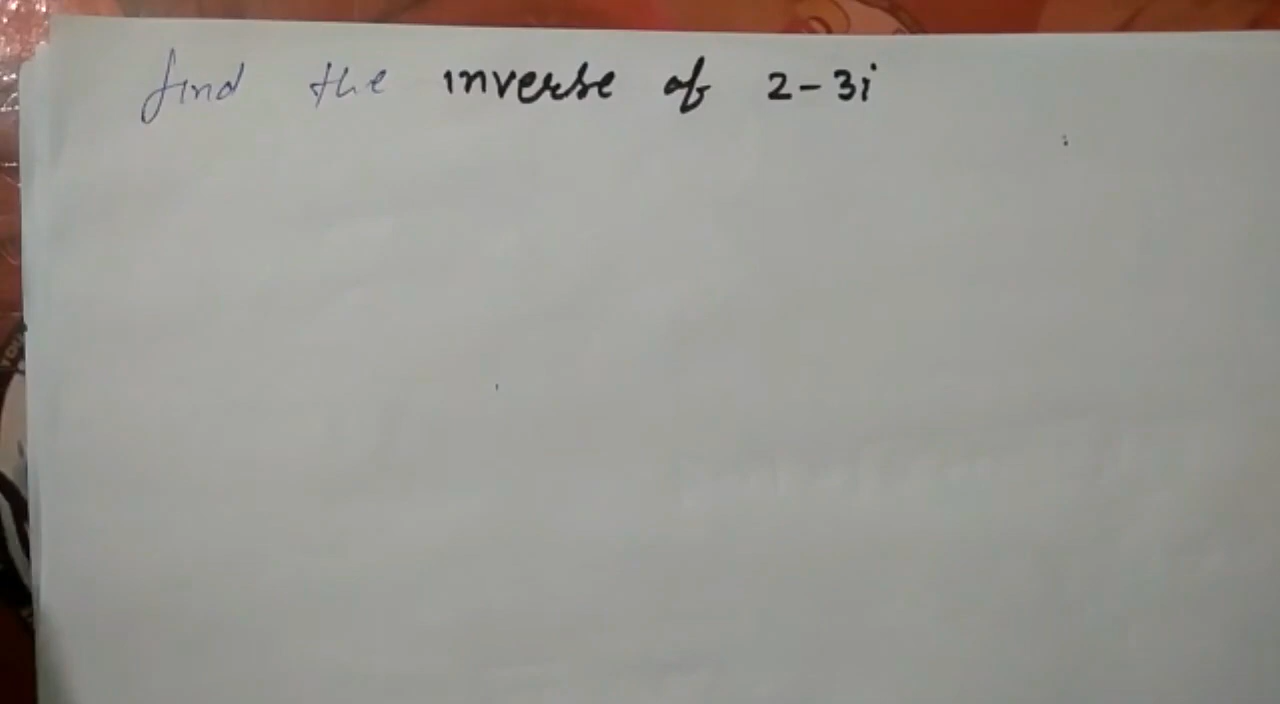 find the inverse of 2-3i